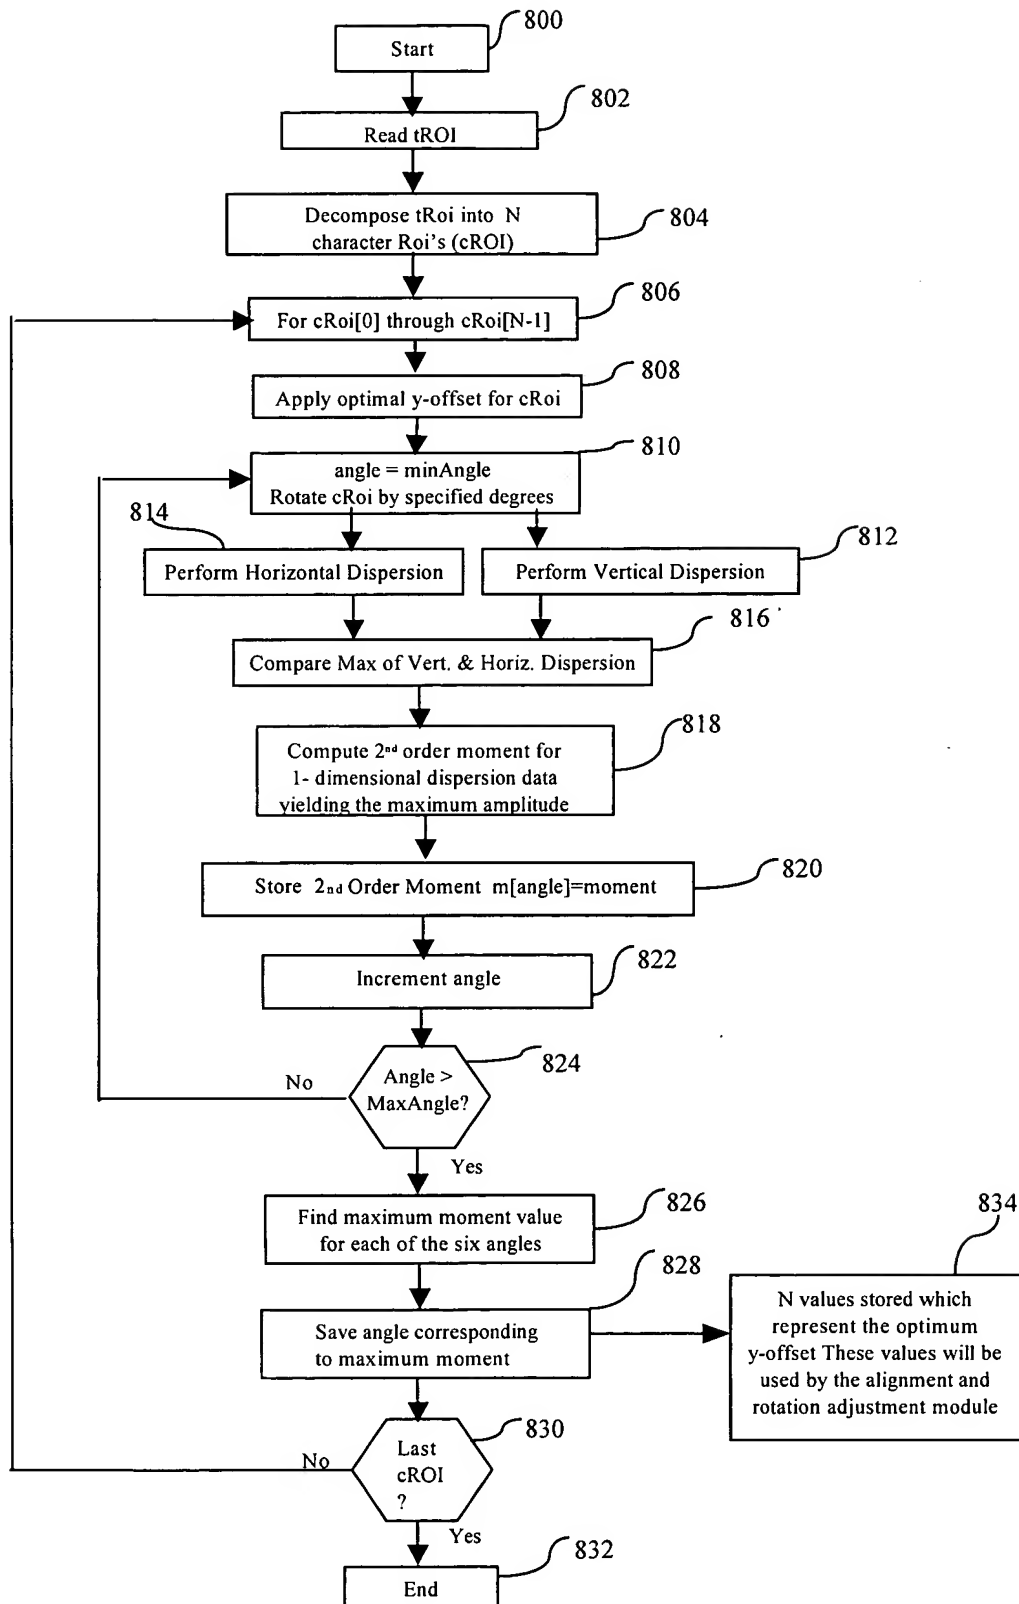 800
Start
802
Read tROI
Decompose tRoi into N
character Roi's (cROI)
804
806
For cRoi[0] through cRoi[N-1]
808
Apply optimal y-offset for cRoi
810
angle = minAngle
Rotate cRoi by specified degrees
814
812
Perform Horizontal Dispersion
Perform Vertical Dispersion
816
Compare Max of Vert. & Horiz. Dispersion
818
Compute 2nd order moment for
1- dimensional dispersion data
yielding the maximum amplitude
820
Store 2nd Order Moment m[angle]=moment
822
Increment angle
824
Angle >
MaxAngle?
No
Yes
826
Find maximum moment value
for each of the six angles
834
828
Save angle corresponding
to maximum moment
N values stored which
represent the optimum
y-offset These values will be
used by the alignment and
rotation adjustment module
830
Last
cROI
?
No
Yes
832
End